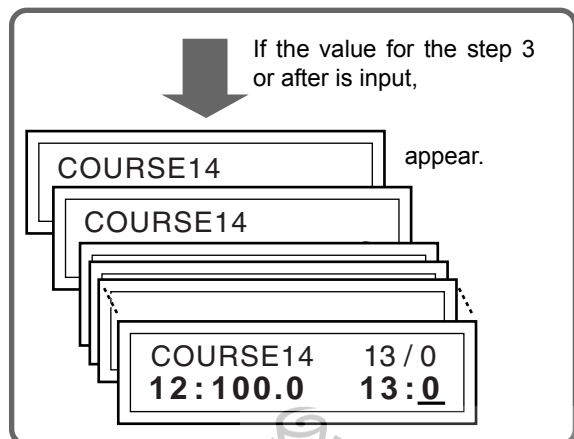 If the value for the step 3
or after is input,
COURSE14
appear.
COURSE14
COURSE14 13/0
12:100.0 13:0